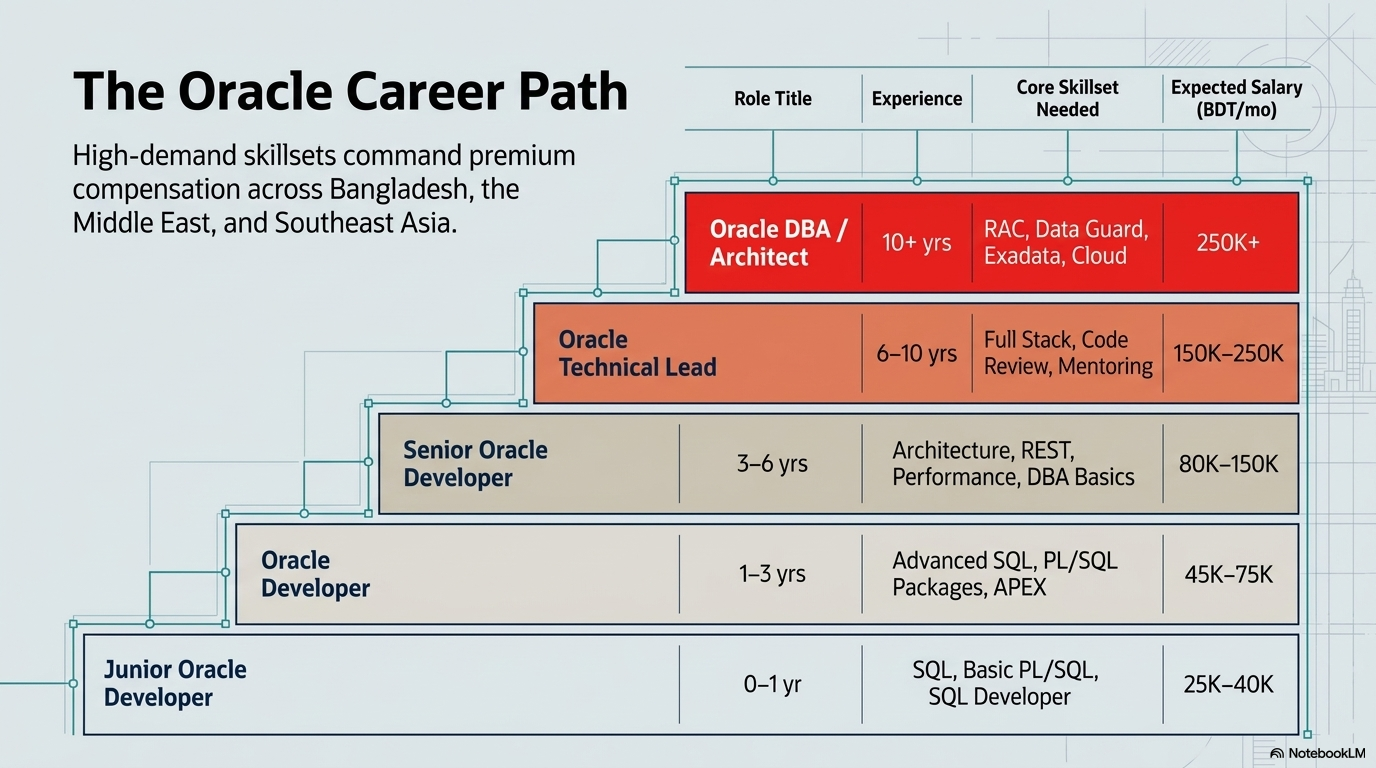 The Oracle Career Path
High-demand skillsets command premium
compensation across Bangladesh, the
Middle East, and Southeast Asia.
Role Title
Experience
Core Skillset
Needed
Expected Salary
(BDT/mo)
Oracle DBA /
Architect
10+ yrs
RAC, Data Guard,
Exadata, Cloud
250K+
Oracle
Technical Lead
6–10 yrs
Full Stack, Code
Review, Mentoring
150K–250K
Senior Oracle
Developer
3–6 yrs
Architecture, REST,
Performance, DBA Basics
80K–150K
Oracle
Developer
1–3 yrs
Advanced SQL, PL/SQL
Packages, APEX
45K–75K
Junior Oracle
Developer
0–1 yr
SQL, Basic PL/SQL,
SQL Developer
25K–40K
NotebookLM